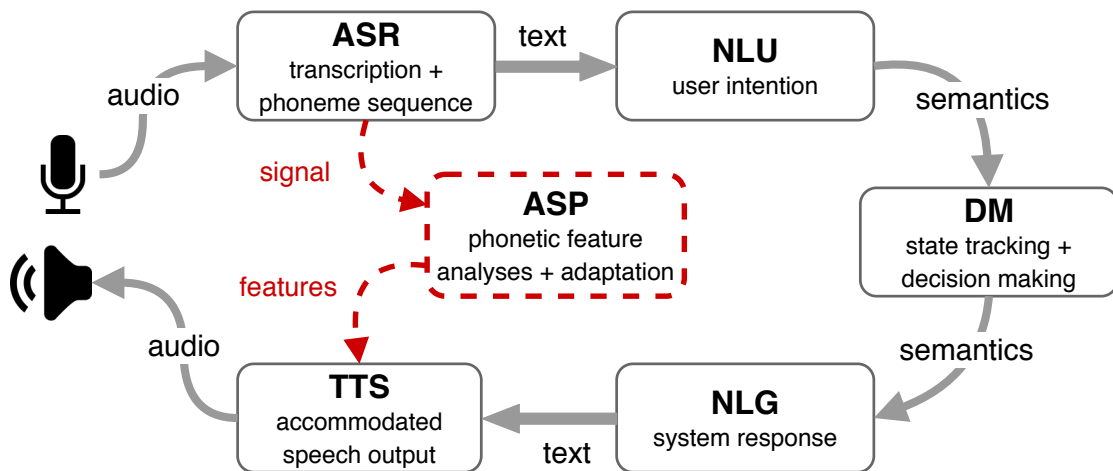 ASR
transcription +
phoneme sequence
text
NLU
user intention
audio
semantics
signal
ASP
phonetic feature
analyses + adaptation
DM
state tracking +
decision making
features
audio
semantics
TTS
accommodated
speech output
text
NLG
system response